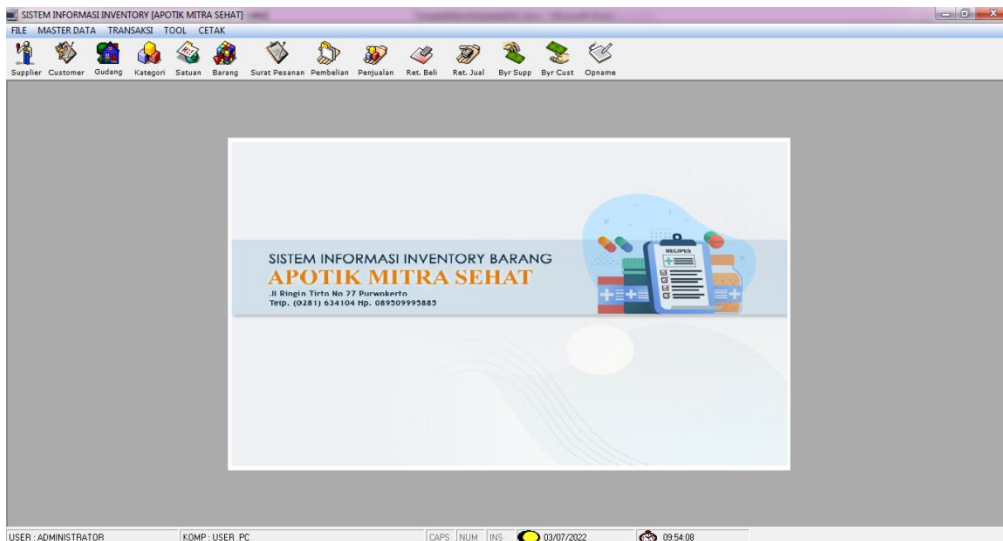 SISTEM INFORMASI INVENTORY [APOTIK MITRA SEHAT]
FILE MASTER DATA TRANSAKSI TOOL CETAK
Supplier Customer Gudang Kategori Satuan Barang Surat Pesanan Pembelian Penjualan Ret. Beli Ret. Jual Byr Supp Byr Cust Opname
RECIPES
SISTEM INFORMASI INVENTORY BARANG
APOTIK MITRA SEHAT
Jl Ringin Tirto No 27 Purwokerto
Telp. (0281) 634104 Hp. 089509995885
USER : ADMINISTRATOR KOMP : USER_PC CAPS NUM INS 03/07/2022 09:54:08